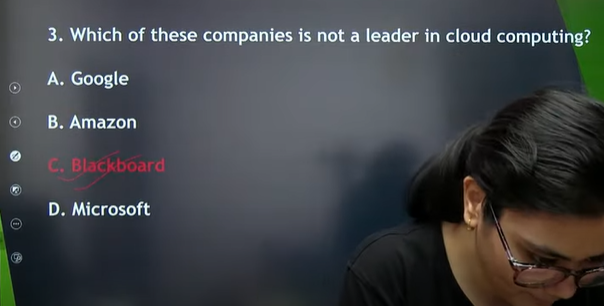 3. Which of these companies is not a leader in cloud computing?
A. Google
B. Amazon
C. Blackboard
D. Microsoft